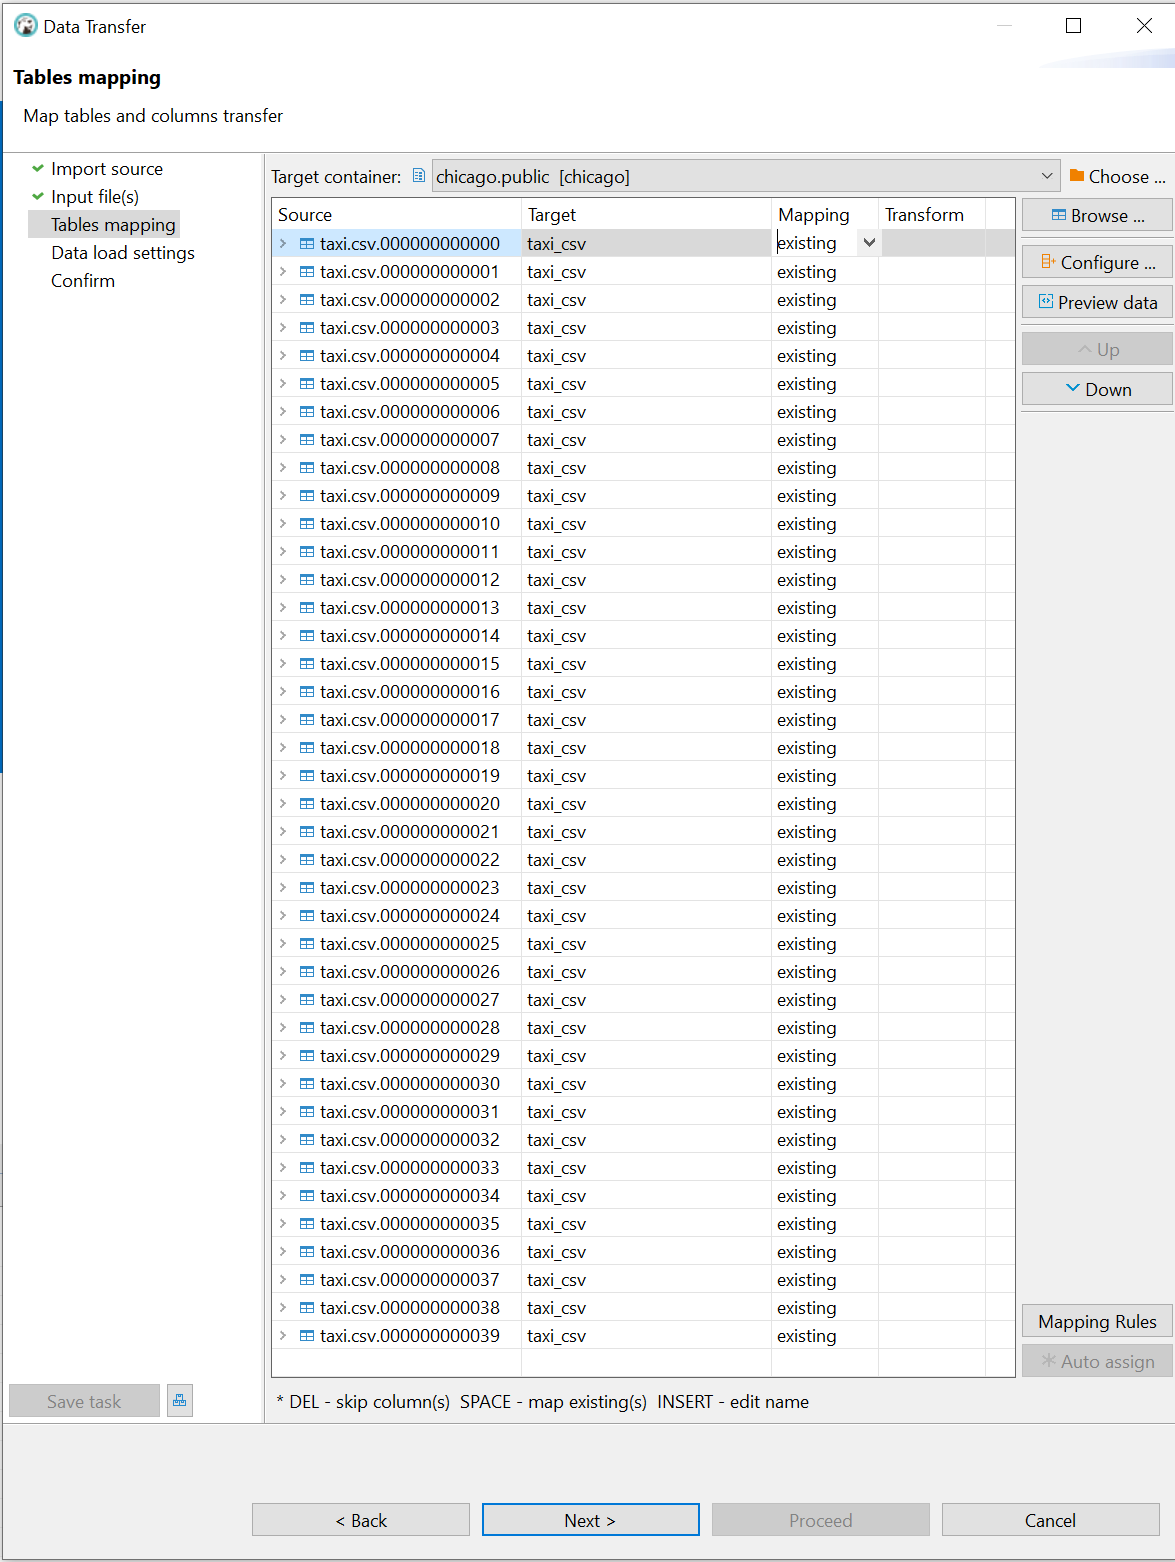 Data Transfer
Tables mapping
Map tables and columns transfer
Import source
Input file(s)
Tables mapping
Data load settings
Confirm
Target container: chicago.public [chicago] Choose ...
Source Target Mapping Transform
Browse ...
Configure ...
Preview data
Up
Down
taxi.csv.000000000000 taxi_csv existing
taxi.csv.000000000001 taxi_csv existing
taxi.csv.000000000002 taxi_csv existing
taxi.csv.000000000003 taxi_csv existing
taxi.csv.000000000004 taxi_csv existing
taxi.csv.000000000005 taxi_csv existing
taxi.csv.000000000006 taxi_csv existing
taxi.csv.000000000007 taxi_csv existing
taxi.csv.000000000008 taxi_csv existing
taxi.csv.000000000009 taxi_csv existing
taxi.csv.000000000010 taxi_csv existing
taxi.csv.000000000011 taxi_csv existing
taxi.csv.000000000012 taxi_csv existing
taxi.csv.000000000013 taxi_csv existing
taxi.csv.000000000014 taxi_csv existing
taxi.csv.000000000015 taxi_csv existing
taxi.csv.000000000016 taxi_csv existing
taxi.csv.000000000017 taxi_csv existing
taxi.csv.000000000018 taxi_csv existing
taxi.csv.000000000019 taxi_csv existing
taxi.csv.000000000020 taxi_csv existing
taxi.csv.000000000021 taxi_csv existing
taxi.csv.000000000022 taxi_csv existing
taxi.csv.000000000023 taxi_csv existing
taxi.csv.000000000024 taxi_csv existing
taxi.csv.000000000025 taxi_csv existing
taxi.csv.000000000026 taxi_csv existing
taxi.csv.000000000027 taxi_csv existing
taxi.csv.000000000028 taxi_csv existing
taxi.csv.000000000029 taxi_csv existing
taxi.csv.000000000030 taxi_csv existing
taxi.csv.000000000031 taxi_csv existing
taxi.csv.000000000032 taxi_csv existing
taxi.csv.000000000033 taxi_csv existing
taxi.csv.000000000034 taxi_csv existing
taxi.csv.000000000035 taxi_csv existing
taxi.csv.000000000036 taxi_csv existing
taxi.csv.000000000037 taxi_csv existing
taxi.csv.000000000038 taxi_csv existing
taxi.csv.000000000039 taxi_csv existing
Mapping Rules
Auto assign
Save task
* DEL - skip column(s) SPACE - map existing(s) INSERT - edit name
< Back Next > Proceed Cancel